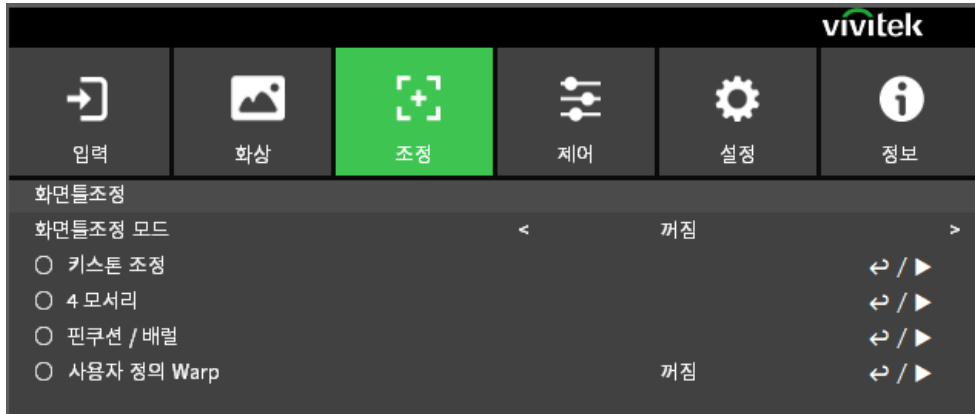 vivitek
입력 화상 조정 제어 설정 정보
화면틀조정
화면틀조정 모드 < 꺼짐 >
키스톤 조정 /
4 모서리 /
핀쿠션 / 배럴 /
사용자 정의 Warp 꺼짐 /